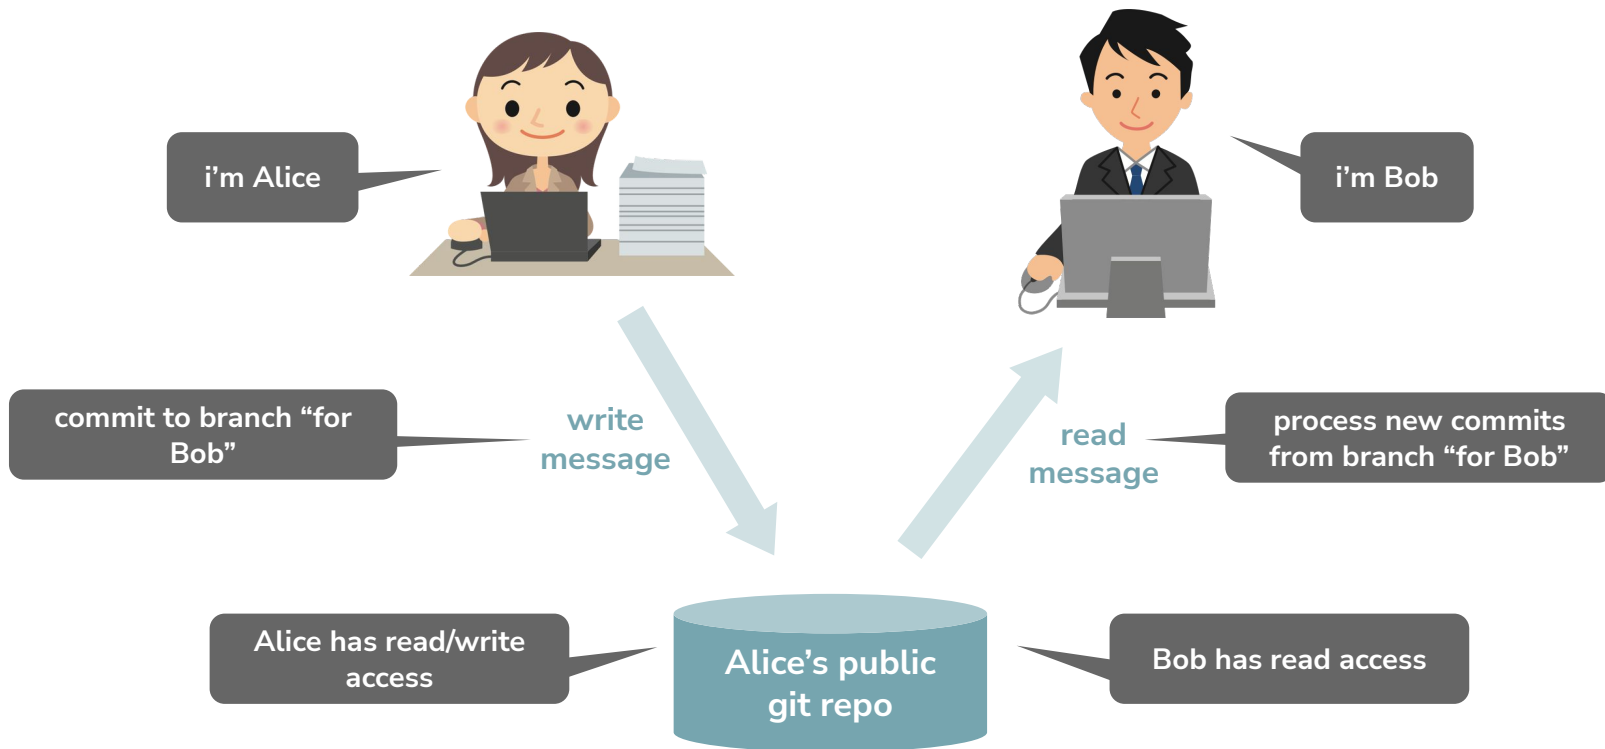 i’m Alice
i’m Bob
commit to branch “for
Bob”
write
message
read
message
process new commits
from branch “for Bob”
Alice has read/write
access
Alice’s public
git repo
Bob has read access